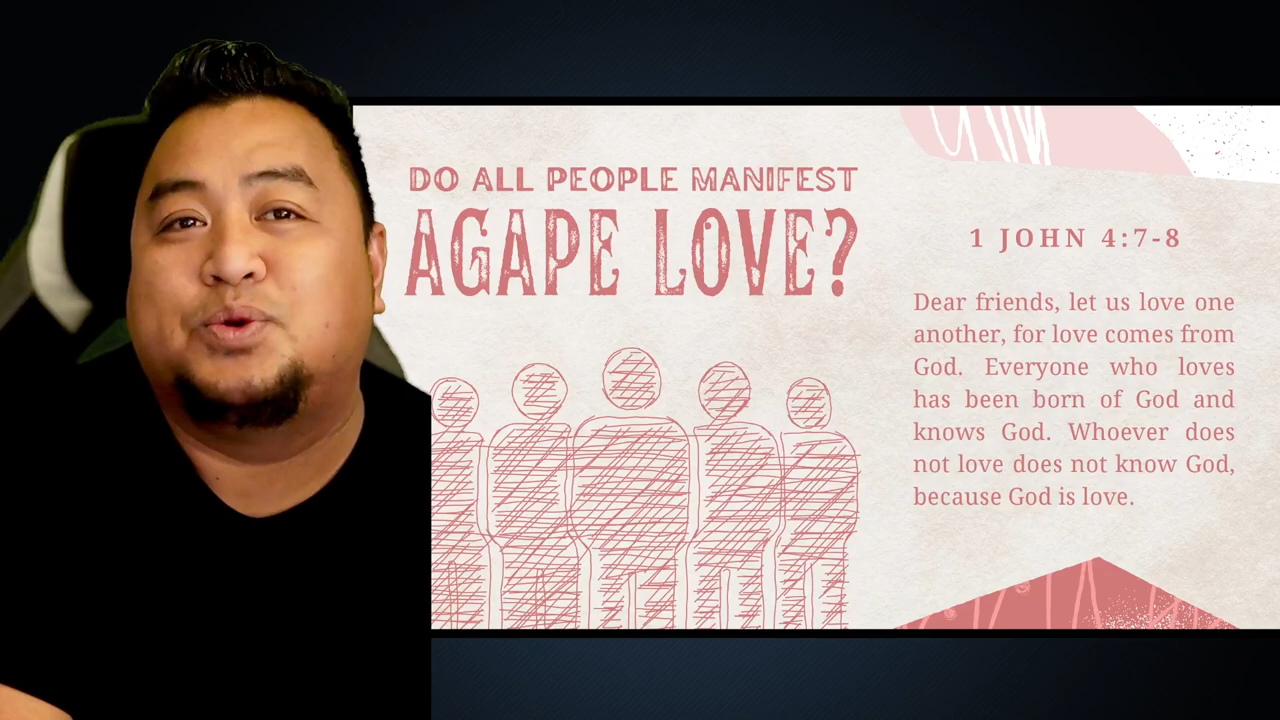 DO ALL PEOPLE MANIFEST
AGAPE LOVE?
1 JOHN 4:7-8
Dear friends, let us love one
another, for love comes from
God. Everyone who loves
has been born of God and
knows God. Whoever does
not love does not know God,
because God is love.